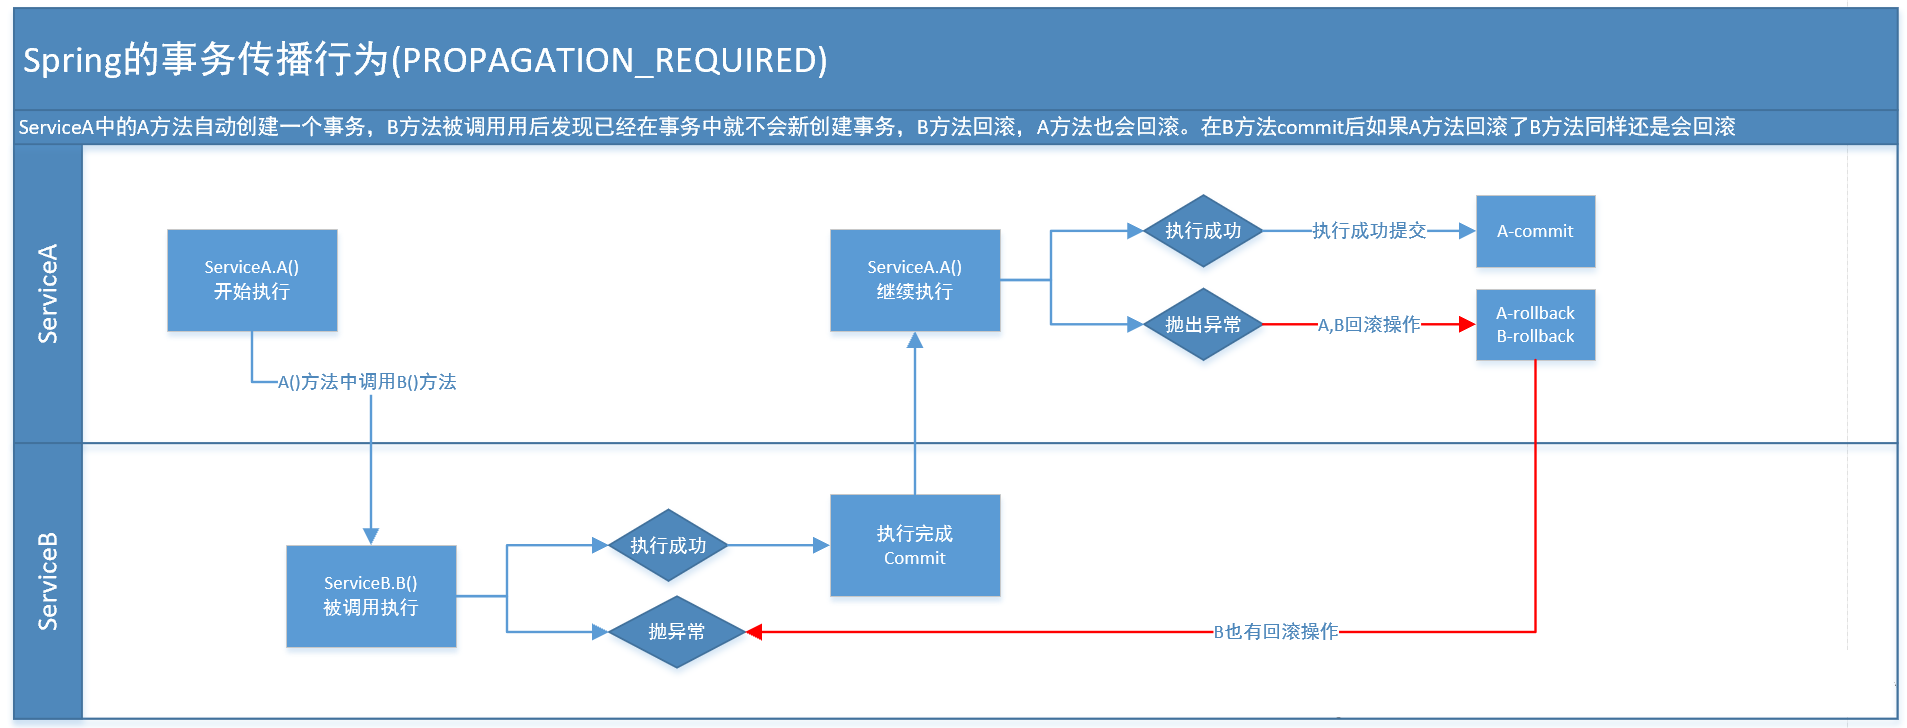 Spring的事务传播行为(PROPAGATION_REQUIRED)
ServiceA中的A方法自动创建一个事务，B方法被调用用后发现已经在事务中就不会新创建事务，B方法回滚，A方法也会回滚。在B方法commit后如果A方法回滚了B方法同样还是会回滚
ServiceA
ServiceA.A()
开始执行
A()方法中调用B()方法
ServiceA.A()
继续执行
执行成功
执行成功提交
A-commit
抛出异常
A,B回滚操作
A-rollback
B-rollback
ServiceB
ServiceB.B()
被调用执行
执行成功
执行完成
Commit
抛异常
B也有回滚操作